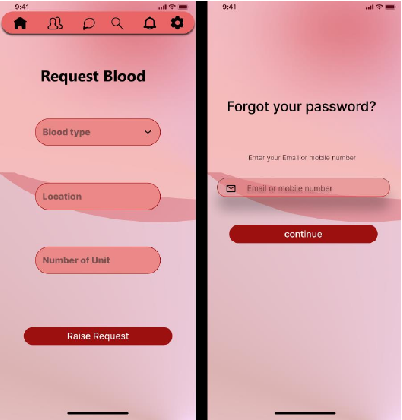 9:41
Request Blood
Blood type
Location
Number of Unit
Raise Request
9:41
Forgot your password?
Enter your Email or mobile number
Email or mobile number
continue